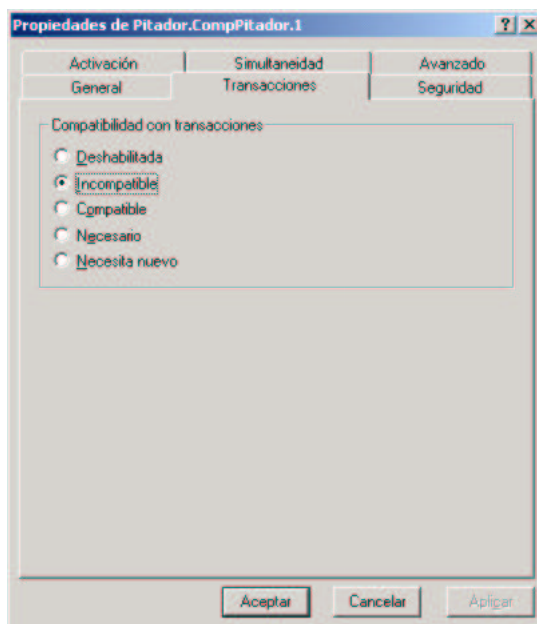 Propiedades de Pitador.CompPitador.1
Activación Simultaneidad Avanzado
General Transacciones Seguridad
Compatibilidad con transacciones
Deshabilitada
Incompatible
Compatible
Necesario
Necesita nuevo
Aceptar Cancelar Aplicar